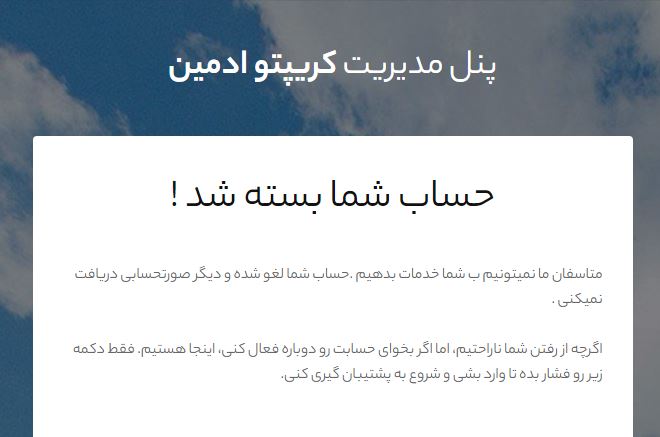 پنل مدیریت کریپتو ادمین
حساب شما بسته شد !
متاسفان ما نمیتونیم ب شما خدمات بدهیم .حساب شما لغو شده و دیگر صورتحسابی دریافت
نمیکنی .
اگرچه از رفتن شما ناراحتیم، اما اگر بخوای حسابت رو دوباره فعال کنی، اینجا هستیم. فقط دکمه
زیر رو فشار بده تا وارد بشی و شروع به پشتیبان گیری کنی.